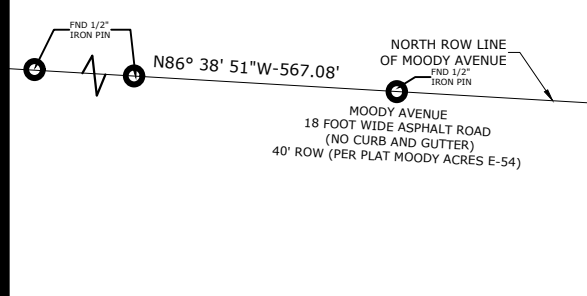 FND 1/2"
IRON PIN
N86° 38' 51"W-567.08'
NORTH ROW LINE
OF MOODY AVENUE
FND 1/2"
IRON PIN
MOODY AVENUE
18 FOOT WIDE ASPHALT ROAD
(NO CURB AND GUTTER)
40' ROW (PER PLAT MOODY ACRES E-54)